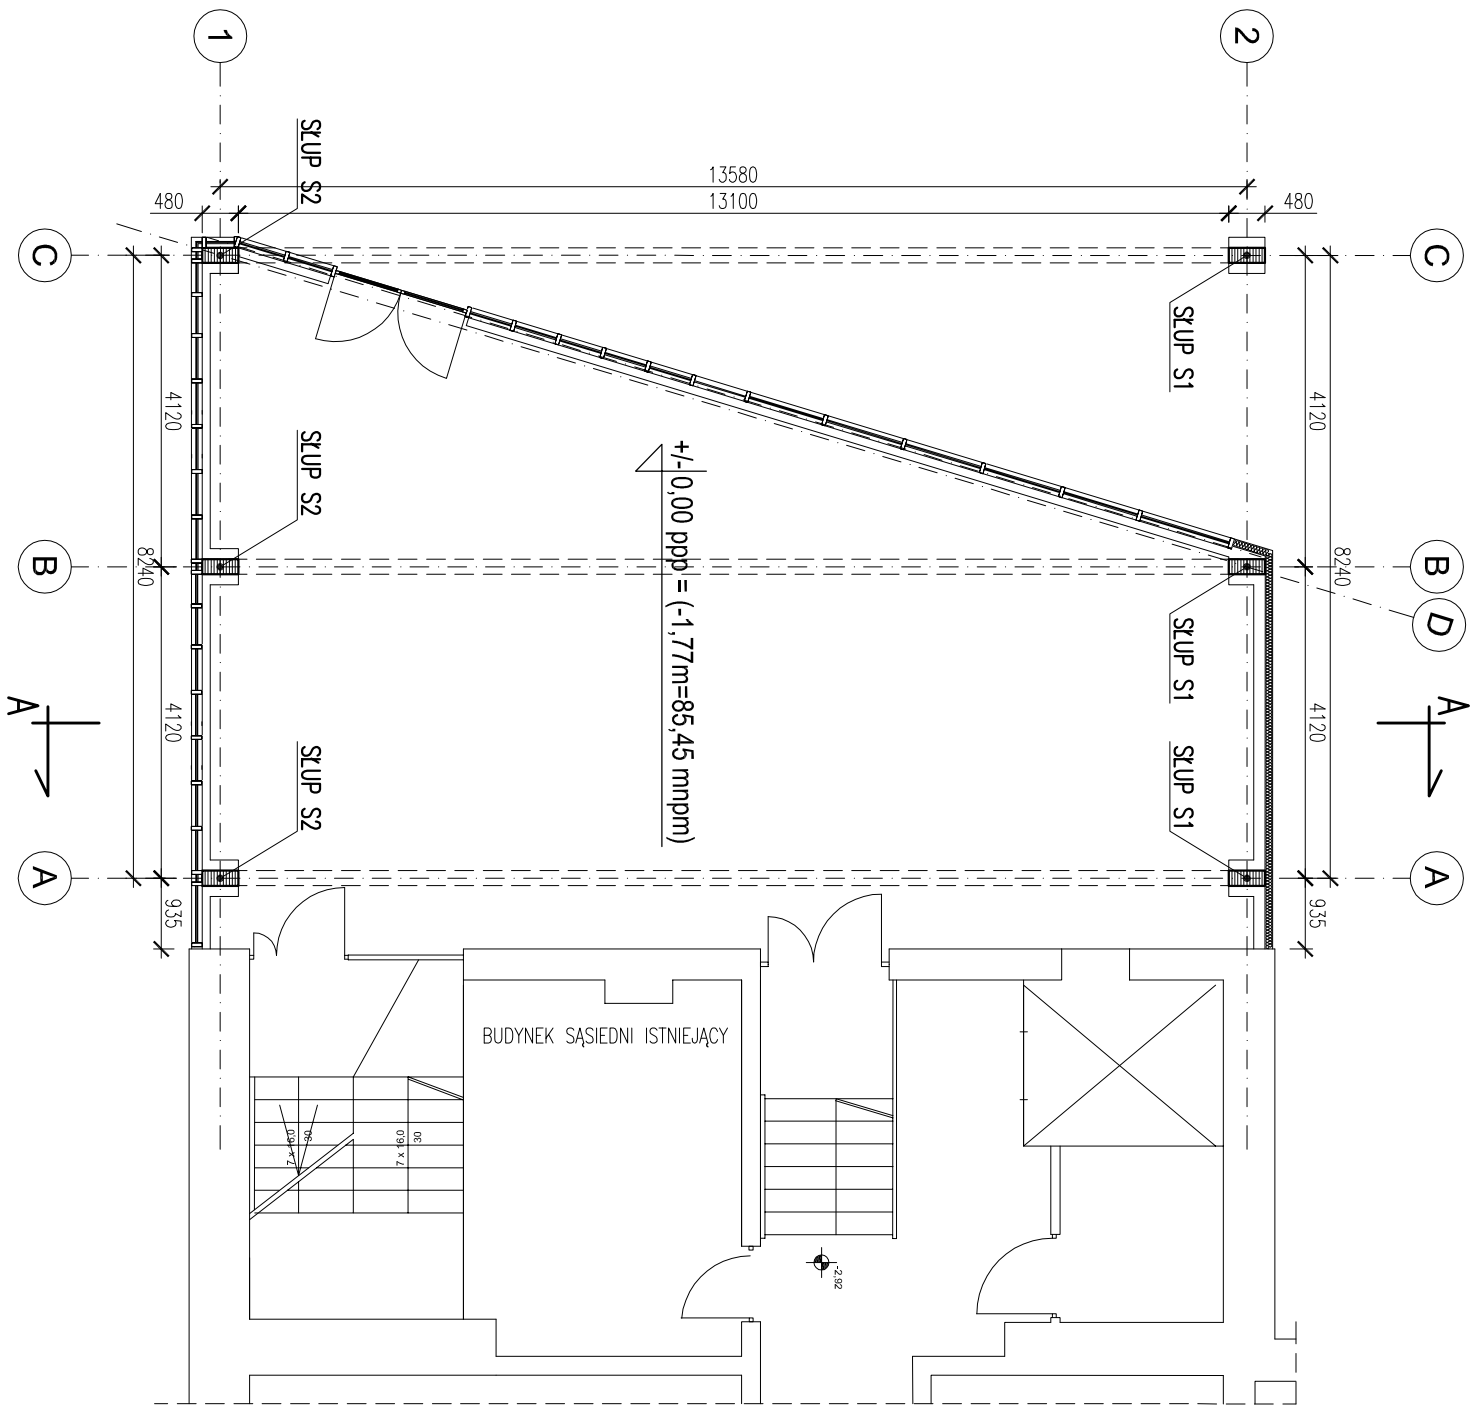 1
2
13580
13100
480
480
SŁUP S2
C
C
SŁUP S1
4120
4120
SŁUP S2
+/-0,00 ppp = (-1,77m=85,45 mnpm)
8240
8240
B
B
D
SŁUP S1
A
A
4120
4120
SŁUP S2
SŁUP S1
A
A
935
935
BUDYNEK SĄSIEDNI ISTNIEJĄCY
7 x 16,0
30
7 x 16,0
30
-2.92